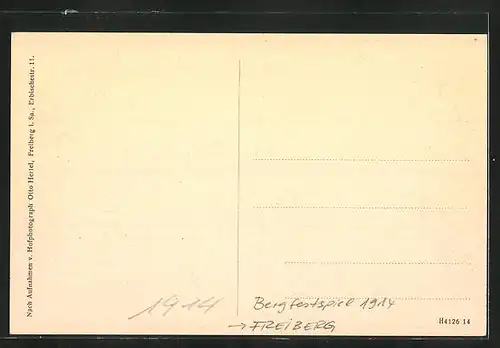 Nach Aufnahmen v. Hofphotograph Otto Hertel, Freiberg i. Sa., Erbischestr. 11.
1914
Bergfestspiel 1914
→ FREIBERG
H4126 14